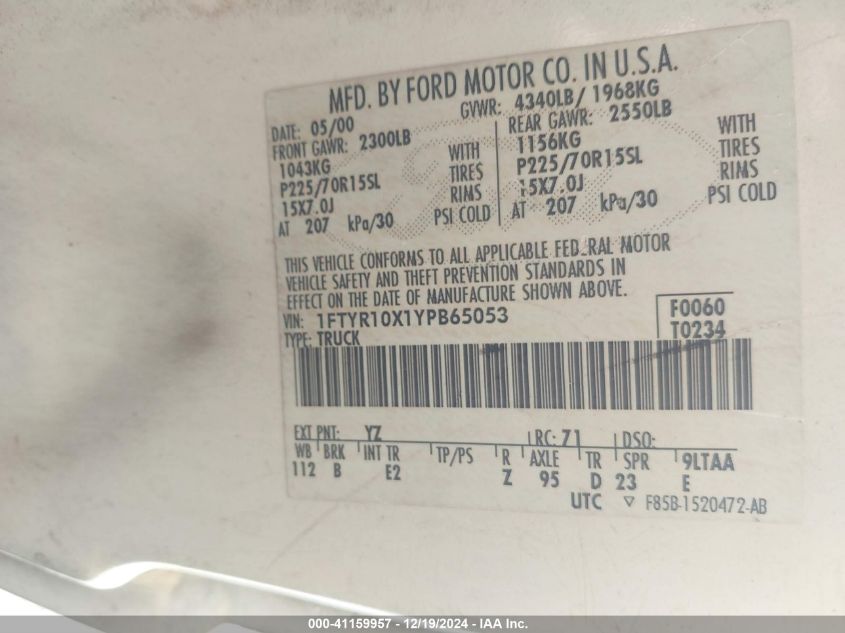 MFD. BY FORD MOTOR CO. IN U.S.A.
DATE: 05/00 GVWR: 4340LB/ 1968KG
FRONT GAWR: 2300LB REAR GAWR: 2550LB
1043KG WITH 1156KG WITH
P225/70R15SL TIRES P225/70R15SL TIRES
15X7.0J RIMS 15X7.0J RIMS
AT 207 kPa/30 PSI COLD AT 207 kPa/30 PSI COLD
THIS VEHICLE CONFORMS TO ALL APPLICABLE FEDERAL MOTOR
VEHICLE SAFETY AND THEFT PREVENTION STANDARDS IN
EFFECT ON THE DATE OF MANUFACTURE SHOWN ABOVE.
VIN: 1FTYR10X1YPB65053 F0060
TYPE: TRUCK T0234
EXT PNT: YZ RC: 71 DSO:
WB BRK INT TR TP/PS R AXLE TR SPR 9LTAA
112 B E2 Z 95 D 23 E
UTC ▽ F85B-1520472-AB
000-41159957 - 12/19/2024 - IAA Inc.